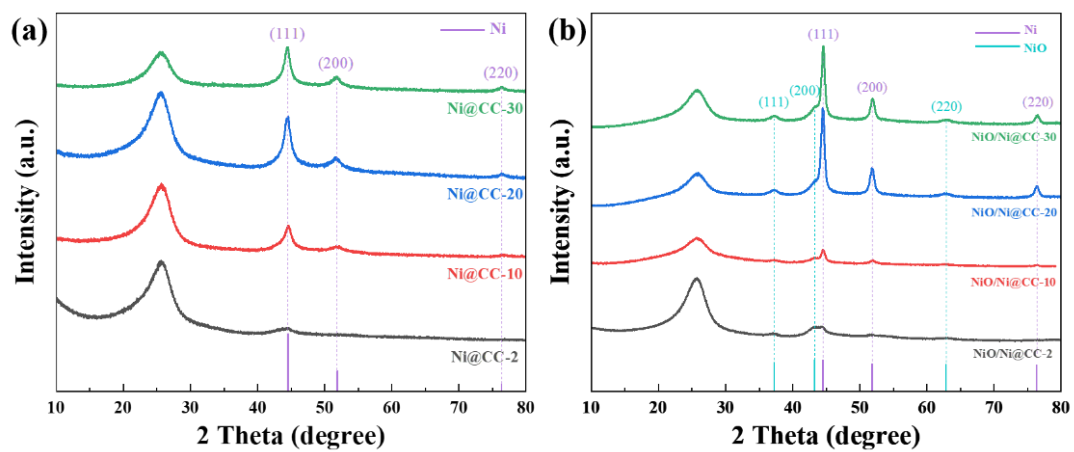 (a)
Ni
(111)
(200)
(220)
Ni@CC-30
Ni@CC-20
Ni@CC-10
Ni@CC-2
Intensity (a.u.)
10 20 30 40 50 60 70 80
2 Theta (degree)
(b)
Ni
NiO
(111)
(200)
(111)
(200)
(220)
(220)
NiO/Ni@CC-30
NiO/Ni@CC-20
NiO/Ni@CC-10
NiO/Ni@CC-2
Intensity (a.u.)
10 20 30 40 50 60 70 80
2 Theta (degree)